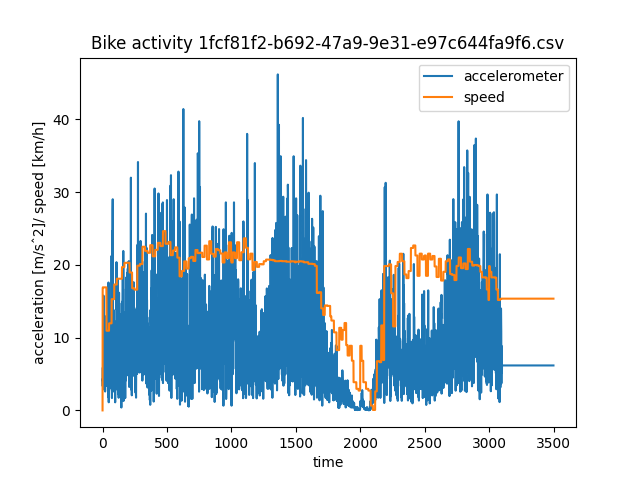 Bike activity 1fcf81f2-b692-47a9-9e31-e97c644fa9f6.csv
accelerometer
speed
acceleration [m/s^2]/ speed [km/h]
40
30
20
10
0
0 500 1000 1500 2000 2500 3000 3500
time